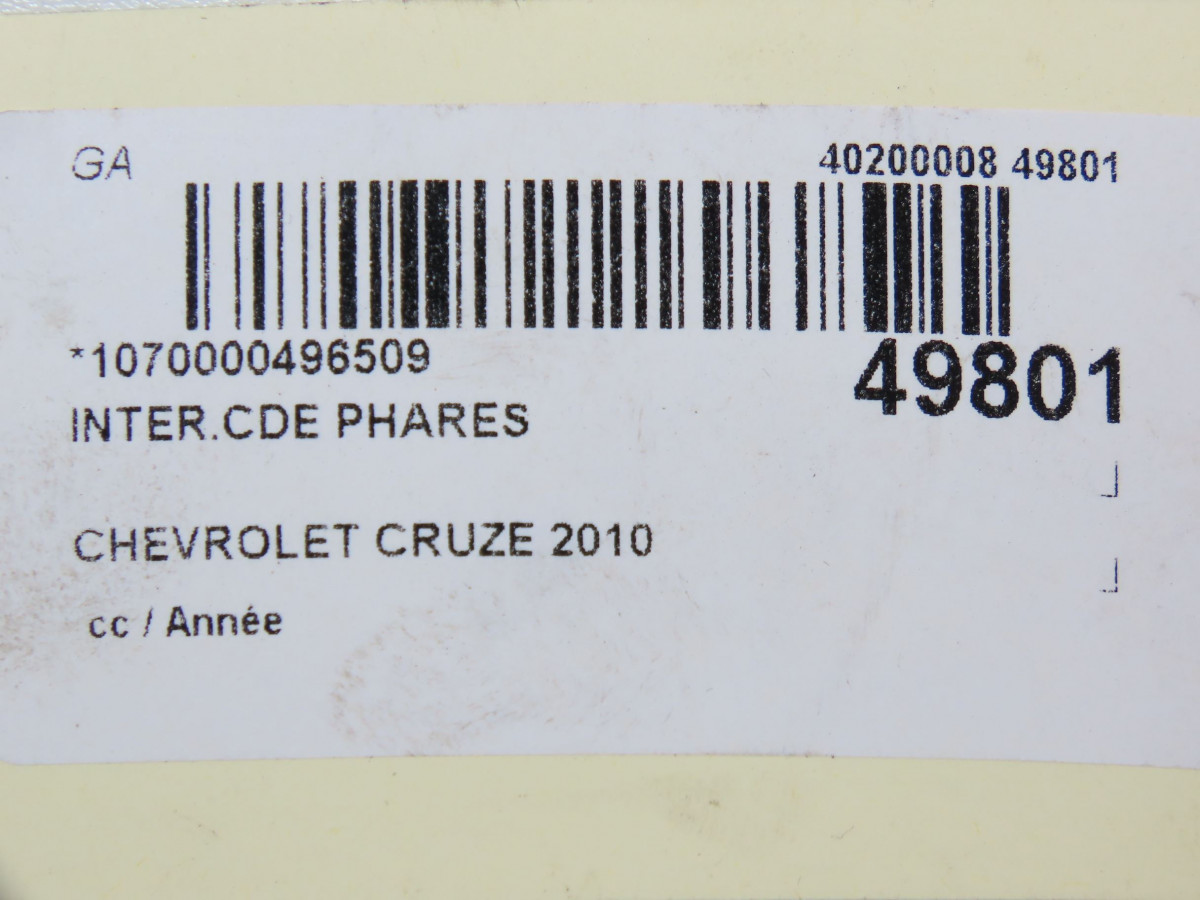 GA
40200008 49801
*1070000496509
49801
INTER.CDE PHARES
CHEVROLET CRUZE 2010
cc / Année